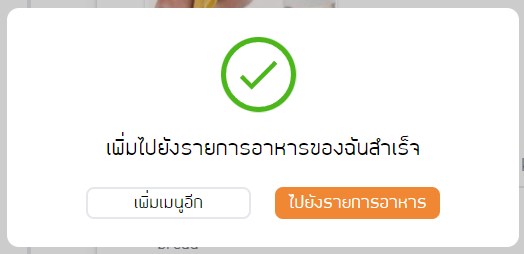 เพิ่มไปยังรายการอาหารของฉันสำเร็จ
เพิ่มเมนูอีก
ไปยังรายการอาหาร
bread